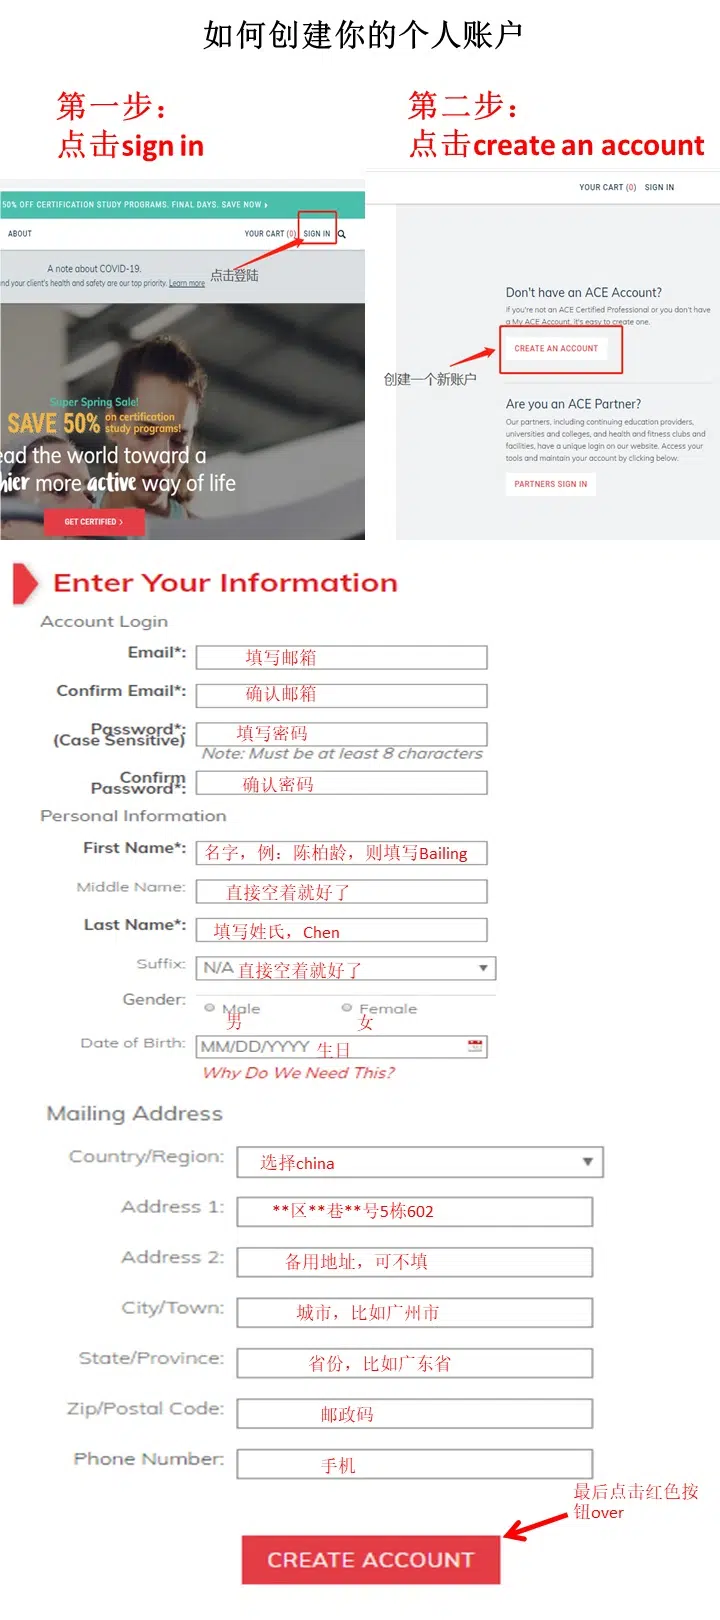 如何创建你的个人账户
第一步：
点击sign in
第二步：
点击create an account
50% OFF CERTIFICATION STUDY PROGRAMS. FINAL DAYS. SAVE NOW ›
ABOUT
YOUR CART (0) SIGN IN
A note about COVID-19.
nd your client's health and safety are our top priority. Learn more
点击登陆
Super Spring Sale!
SAVE 50% on certification
study programs!
ead the world toward a
hier more active way of life
GET CERTIFIED ›
YOUR CART (0) SIGN IN
Don't have an ACE Account?
If you're not an ACE Certified Professional or you don't have
a My ACE Account, it's easy to create one.
CREATE AN ACCOUNT
创建一个新账户
Are you an ACE Partner?
Our partners, including continuing education providers,
universities and colleges, and health and fitness clubs and
facilities, have a unique login on our website. Access your
tools and maintain your account by clicking below.
PARTNERS SIGN IN
Enter Your Information
Account Login
Email*: 填写邮箱
Confirm Email*: 确认邮箱
Password*:
(Case Sensitive) 填写密码
Note: Must be at least 8 characters
Confirm
Password*: 确认密码
Personal Information
First Name*: 名字，例：陈柏龄，则填写Bailing
Middle Name: 直接空着就好了
Last Name*: 填写姓氏，Chen
Suffix: N/A 直接空着就好了
Gender: Male Female
男 女
Date of Birth: MM/DD/YYYY 生日
Why Do We Need This?
Mailing Address
Country/Region: 选择china
Address 1: **区**巷**号5栋602
Address 2: 备用地址，可不填
City/Town: 城市，比如广州市
State/Province: 省份，比如广东省
Zip/Postal Code: 邮政码
Phone Number: 手机
最后点击红色按
钮over
CREATE ACCOUNT